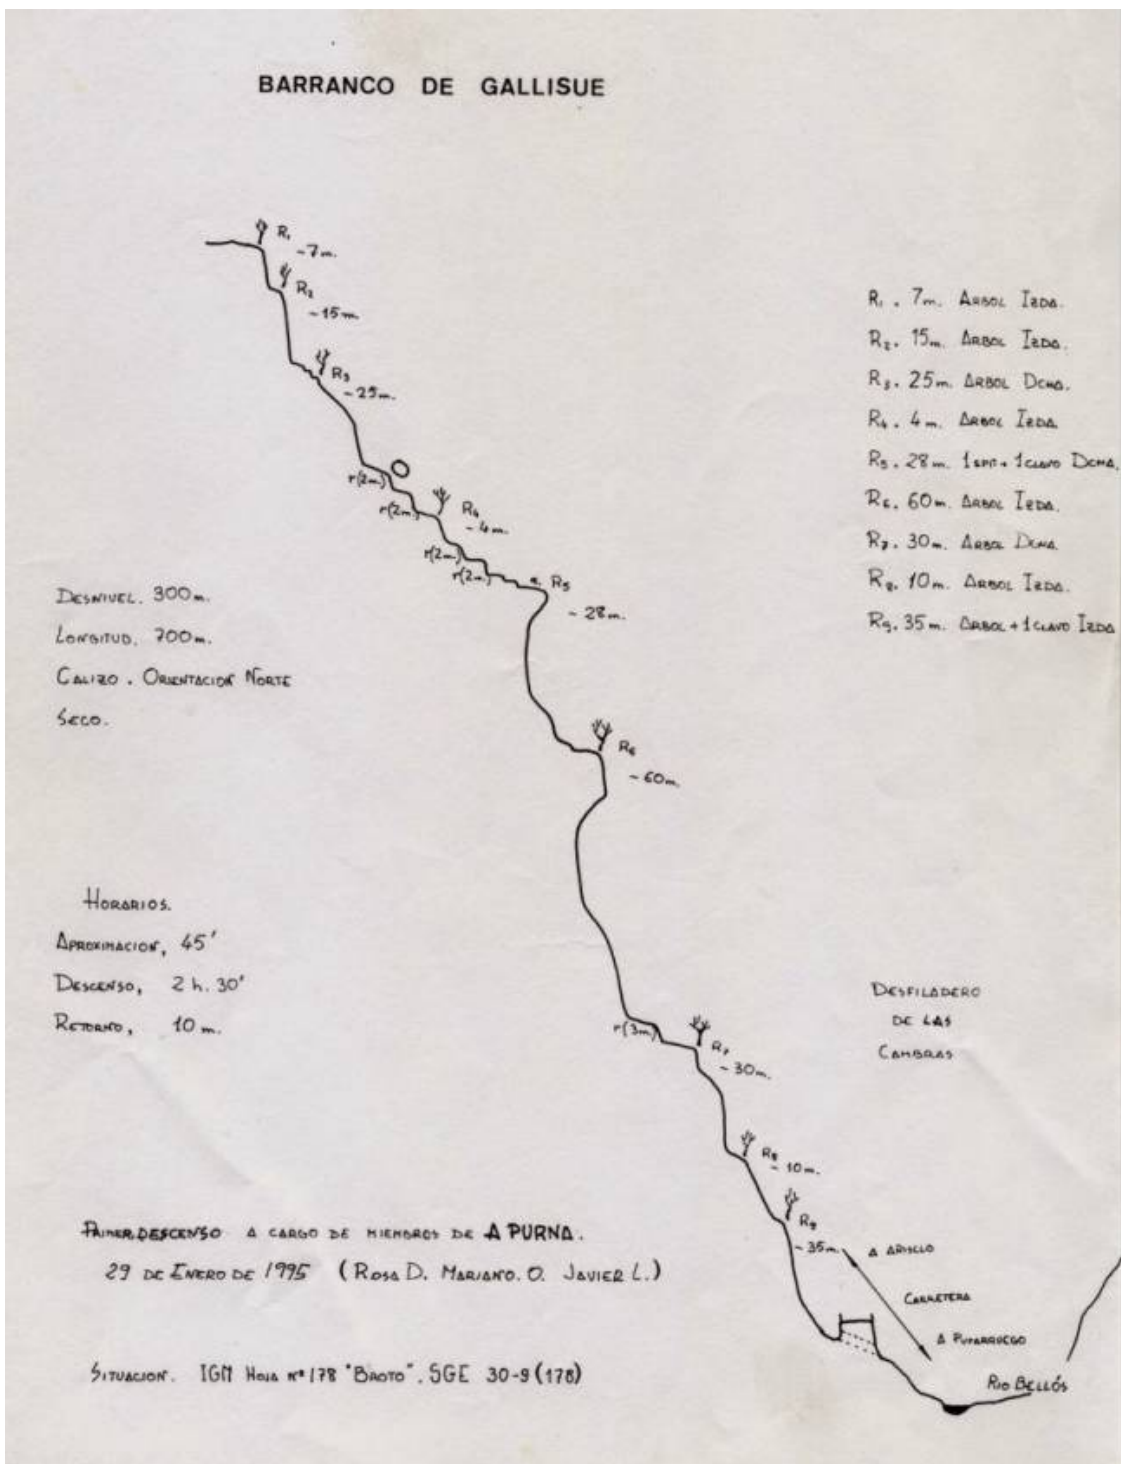 BARRANCO DE GALLISUE
R1
-7m.
R2
-15m.
R3
-25m.
r(2m.)
r(2m.)
R4
-4m.
r(2m.)
r(2m.)
R5
-28m.
R6
-60m.
r(3m.)
R7
-30m.
R8
-10m.
R9
-35m.
R1. 7m. ARBOL IZDA.
R2. 15m. ARBOL IZDA.
R3. 25m. ARBOL DCHA.
R4. 4m. ARBOL IZDA.
R5. 28m. 1 SPIT + 1 CLAVO DCHA.
R6. 60m. ARBOL IZDA.
R7. 30m. ARBOL DCHA.
R8. 10m. ARBOL IZDA.
R9. 35m. ARBOL + 1 CLAVO IZDA
DESNIVEL. 300m.
LONGITUD. 700m.
CALIZO. ORIENTACION NORTE
SECO.
HORARIOS.
APROXIMACION, 45'
DESCENSO, 2 h. 30'
RETORNO, 10 m.
DESFILADERO
DE LAS
CAMBRAS
A AÑISCLO
CARRETERA
A PUYARRUEGO
RIO BELLÓS
PRIMER DESCENSO A CARGO DE MIEMBROS DE A PURNA.
29 DE ENERO DE 1995 (ROSA D. MARIANO. O. JAVIER L.)
SITUACION. IGN HOJA Nº 178 "BROTO". SGE 30-9 (178)